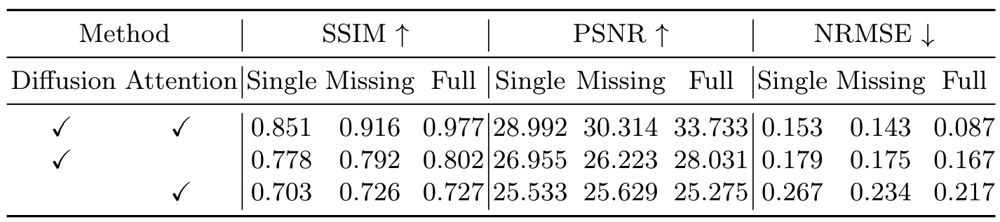 Method | SSIM ↑ | PSNR ↑ | NRMSE ↓
Diffusion Attention | Single Missing Full | Single Missing Full | Single Missing Full
✓ ✓ | 0.851 0.916 0.977 | 28.992 30.314 33.733 | 0.153 0.143 0.087
✓ | 0.778 0.792 0.802 | 26.955 26.223 28.031 | 0.179 0.175 0.167
✓ | 0.703 0.726 0.727 | 25.533 25.629 25.275 | 0.267 0.234 0.217